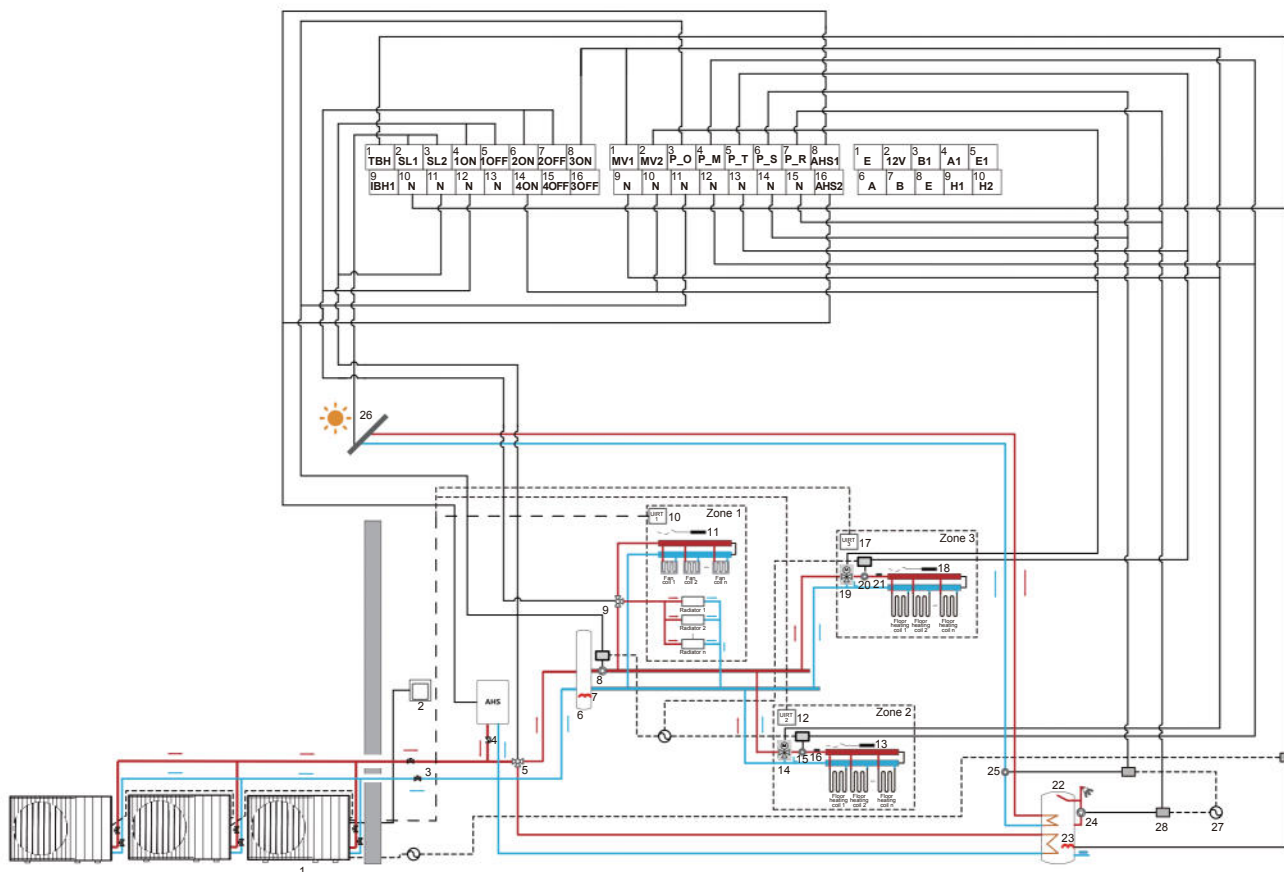 1 2 3 4 5 6 7 8
TBH SL1 SL2 1ON 1OFF 2ON 2OFF 3ON
9 10 11 12 13 14 15 16
IBH1 N N N N 4ON 4OFF 3OFF
1 2 3 4 5 6 7 8
MV1 MV2 P_O P_M P_T P_S P_R AHS1
9 10 11 12 13 14 15 16
N N N N N N N AHS2
1 2 3 4 5
E 12V B1 A1 E1
6 7 8 9 10
A B E H1 H2
26
UIRT
1
10
Zone 1
11
Fan
coil 1
Fan
coil 2
Fan
coil n
9
Radiator 1
Radiator 2
Radiator n
UIRT
3
17
Zone 3
18
19
20
21
Floor
heating
coil 1
Floor
heating
coil 2
Floor
heating
coil n
8
7
6
2
AHS
4
3
5
UIRT
2
12
Zone 2
13
14
15
16
Floor
heating
coil 1
Floor
heating
coil 2
Floor
heating
coil n
25
22
24
28
27
23
1